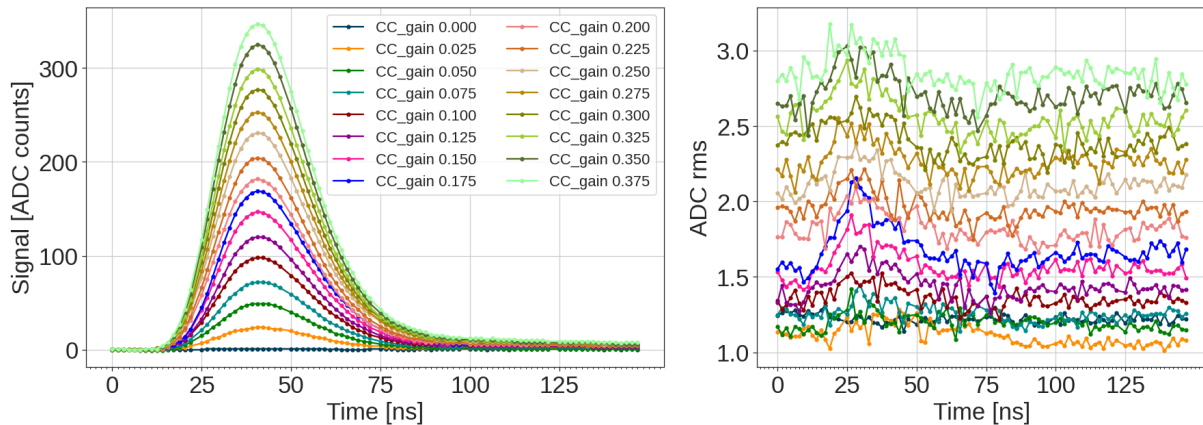 Signal [ADC counts]
300
200
100
0
0 25 50 75 100 125
Time [ns]
CC_gain 0.000 CC_gain 0.200
CC_gain 0.025 CC_gain 0.225
CC_gain 0.050 CC_gain 0.250
CC_gain 0.075 CC_gain 0.275
CC_gain 0.100 CC_gain 0.300
CC_gain 0.125 CC_gain 0.325
CC_gain 0.150 CC_gain 0.350
CC_gain 0.175 CC_gain 0.375
ADC rms
3.0
2.5
2.0
1.5
1.0
0 25 50 75 100 125
Time [ns]